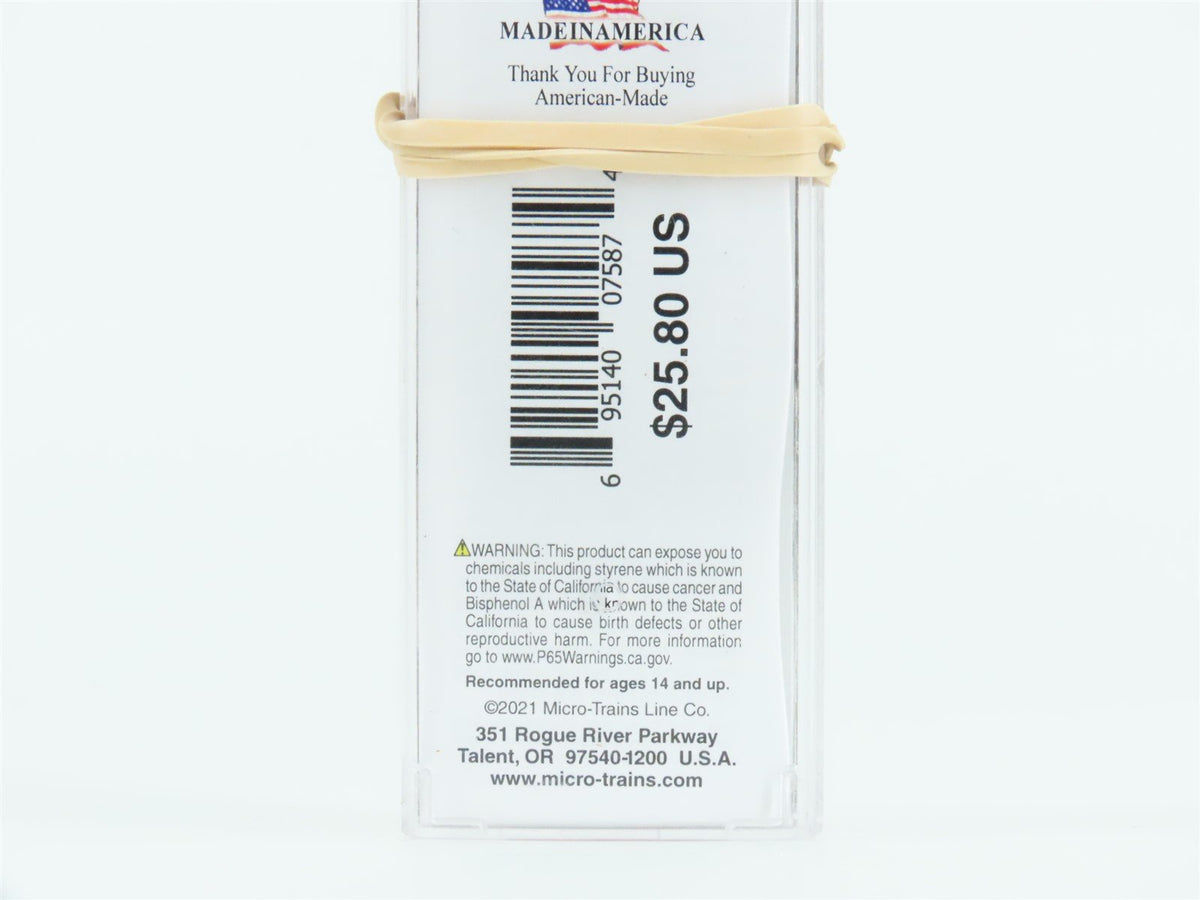 MADEINAMERICA
Thank You For Buying
American-Made
6 95140 07587 4
$25.80 US
WARNING: This product can expose you to
chemicals including styrene which is known
to the State of California to cause cancer and
Bisphenol A which is known to the State of
California to cause birth defects or other
reproductive harm. For more information
go to www.P65Warnings.ca.gov.
Recommended for ages 14 and up.
©2021 Micro-Trains Line Co.
351 Rogue River Parkway
Talent, OR 97540-1200 U.S.A.
www.micro-trains.com